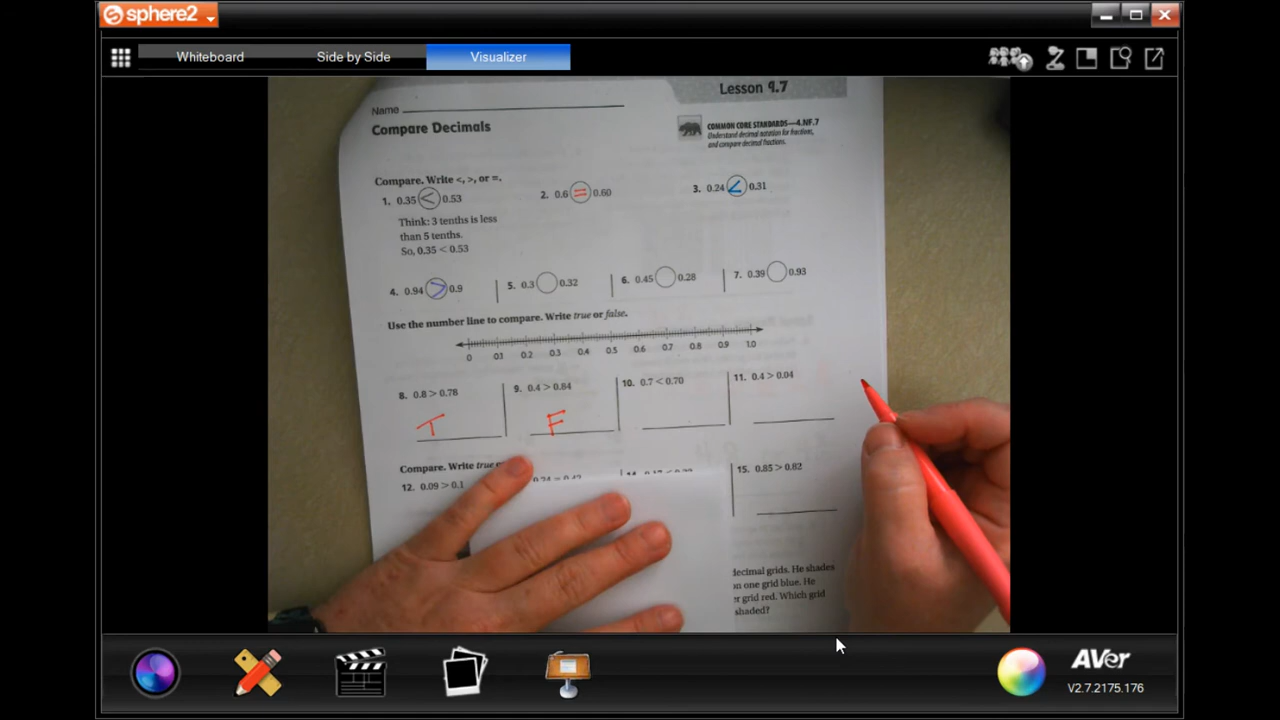 sphere2
Whiteboard Side by Side Visualizer
Lesson 9.7
Name
Compare Decimals
COMMON CORE STANDARDS—4.NF.7
Understand decimal notation for fractions,
and compare decimal fractions.
Compare. Write <, >, or =.
1. 0.35 < 0.53
2. 0.6 = 0.60
3. 0.24 < 0.31
Think: 3 tenths is less
than 5 tenths.
So, 0.35 < 0.53
4. 0.94 > 0.9
5. 0.3 0.32
6. 0.45 0.28
7. 0.39 0.93
Use the number line to compare. Write true or false.
0 0.1 0.2 0.3 0.4 0.5 0.6 0.7 0.8 0.9 1.0
8. 0.8 > 0.78
9. 0.4 > 0.84
10. 0.7 < 0.70
11. 0.4 > 0.04
T F
Compare. Write true
12. 0.09 > 0.1
15. 0.85 > 0.82
decimal grids. He shades
on one grid blue. He
grid red. Which grid
shaded?
AVer
V2.7.2175.176